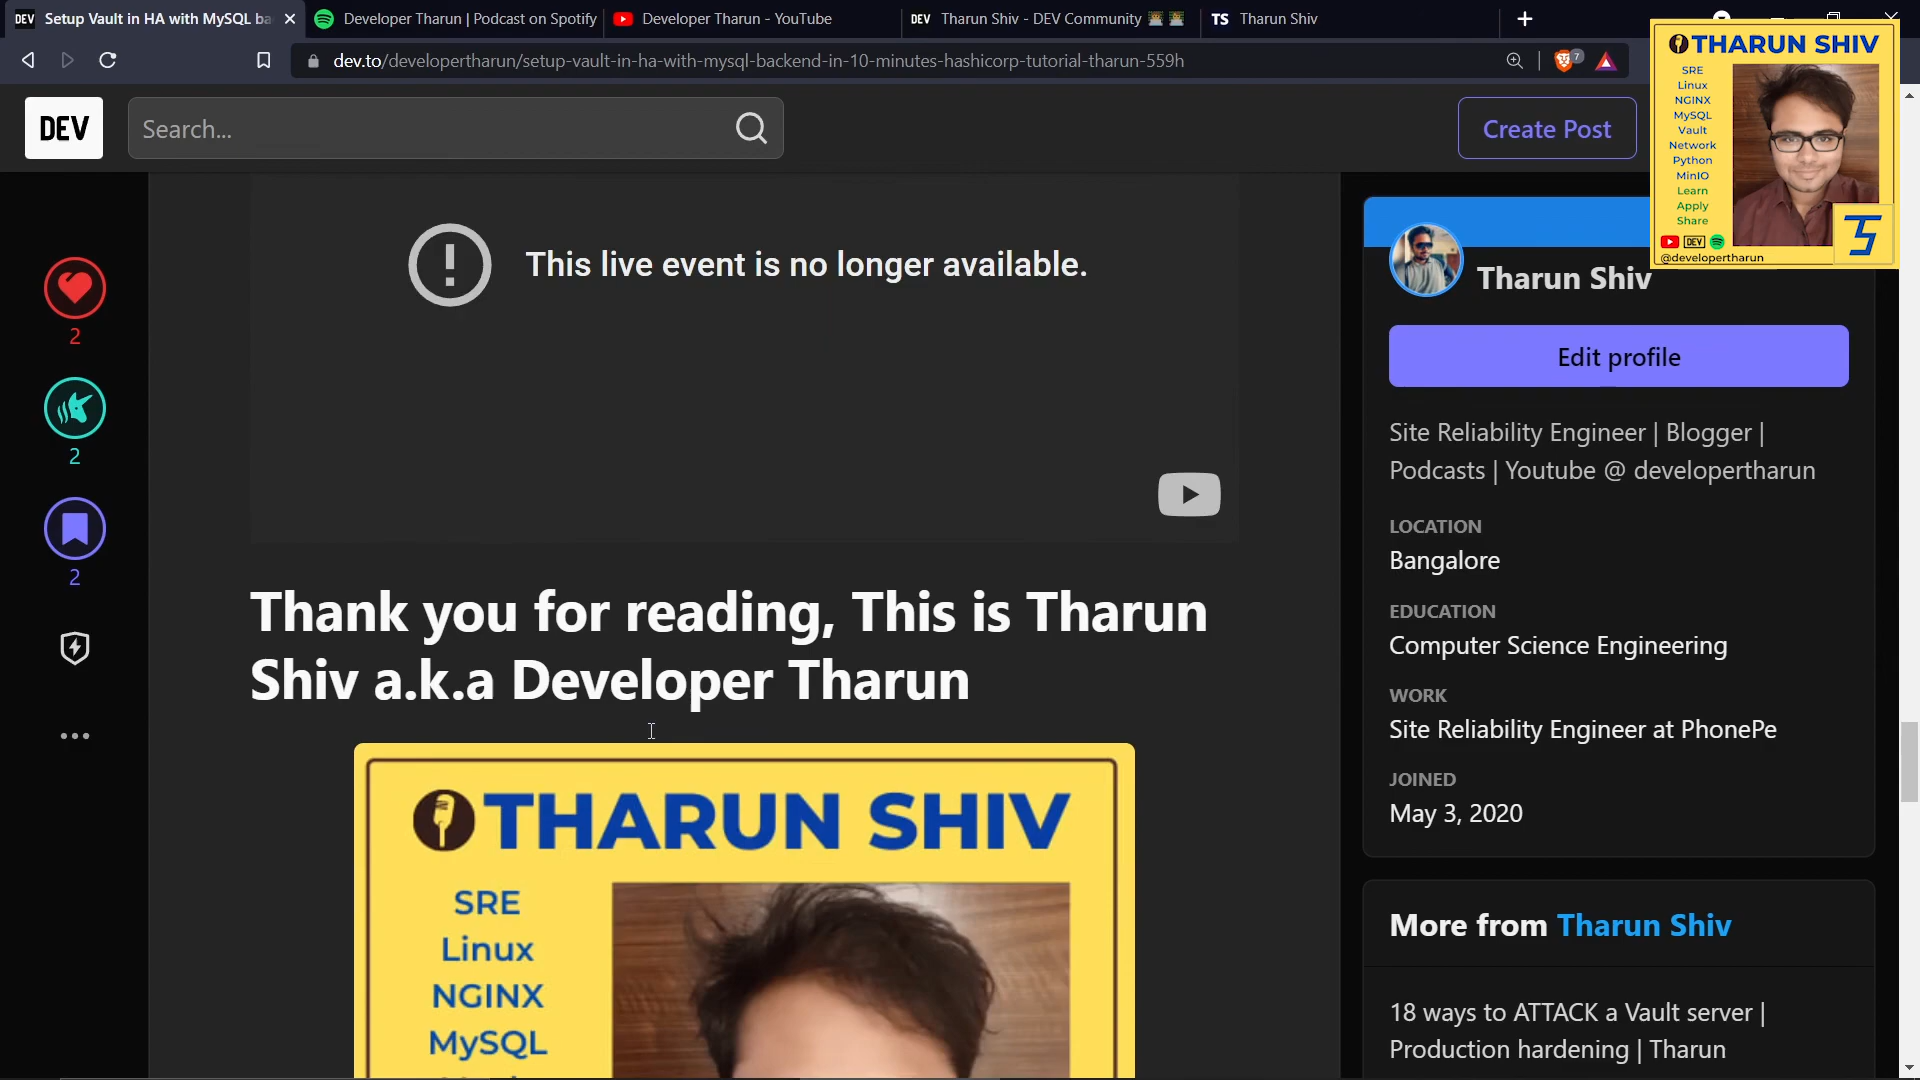 DEV Setup Vault in HA with MySQL ba
Developer Tharun | Podcast on Spotify
Developer Tharun - YouTube
DEV Tharun Shiv - DEV Community
TS Tharun Shiv
dev.to/developertharun/setup-vault-in-ha-with-mysql-backend-in-10-minutes-hashicorp-tutorial-tharun-559h
7
DEV
Search...
Create Post
THARUN SHIV
SRE
Linux
NGINX
MySQL
Vault
Network
Python
MinIO
Learn
Apply
Share
DEV
@developertharun
TS
2
2
2
This live event is no longer available.
Thank you for reading, This is Tharun
Shiv a.k.a Developer Tharun
THARUN SHIV
SRE
Linux
NGINX
MySQL
Tharun Shiv
Edit profile
Site Reliability Engineer | Blogger |
Podcasts | Youtube @ developertharun
LOCATION
Bangalore
EDUCATION
Computer Science Engineering
WORK
Site Reliability Engineer at PhonePe
JOINED
May 3, 2020
More from Tharun Shiv
18 ways to ATTACK a Vault server |
Production hardening | Tharun